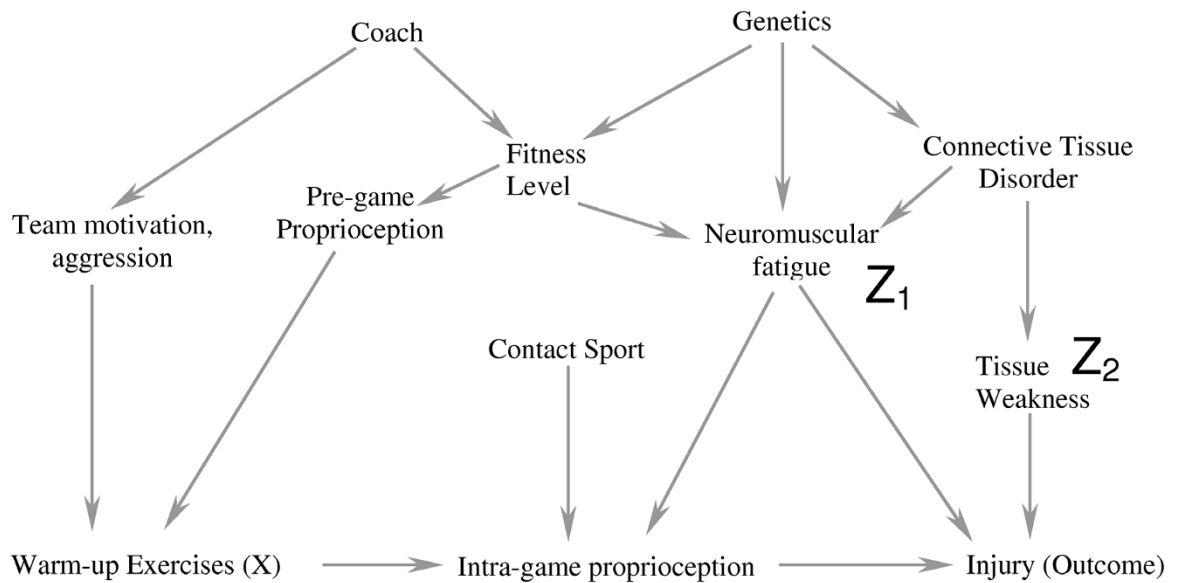 Coach
Genetics
Fitness
Level
Connective Tissue
Disorder
Pre-game
Proprioception
Team motivation,
aggression
Neuromuscular
fatigue
Z₁
Contact Sport
Tissue
Weakness
Z₂
Warm-up Exercises (X)
Intra-game proprioception
Injury (Outcome)